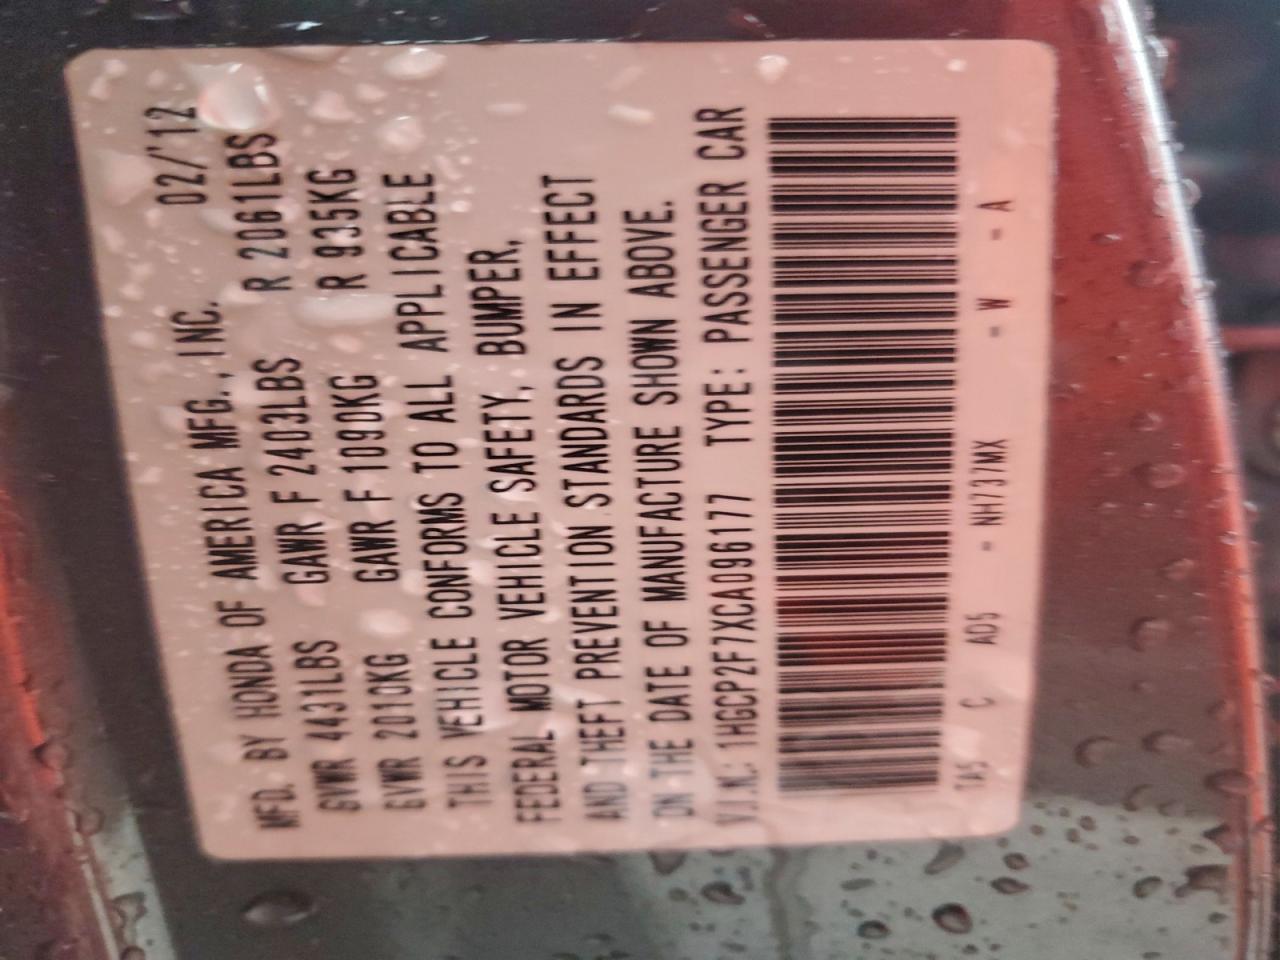 MFD. BY HONDA OF AMERICA MFG., INC. 02/'12
GVWR 4431LBS GAWR F 2403LBS R 2061LBS
GVWR 2010KG GAWR F 1090KG R 935KG
THIS VEHICLE CONFORMS TO ALL APPLICABLE
FEDERAL MOTOR VEHICLE SAFETY, BUMPER,
AND THEFT PREVENTION STANDARDS IN EFFECT
ON THE DATE OF MANUFACTURE SHOWN ABOVE.
V.I.N.: 1HGCP2F7XCA096177 TYPE: PASSENGER CAR
TA5 C AD5 - NH737MX - W - A